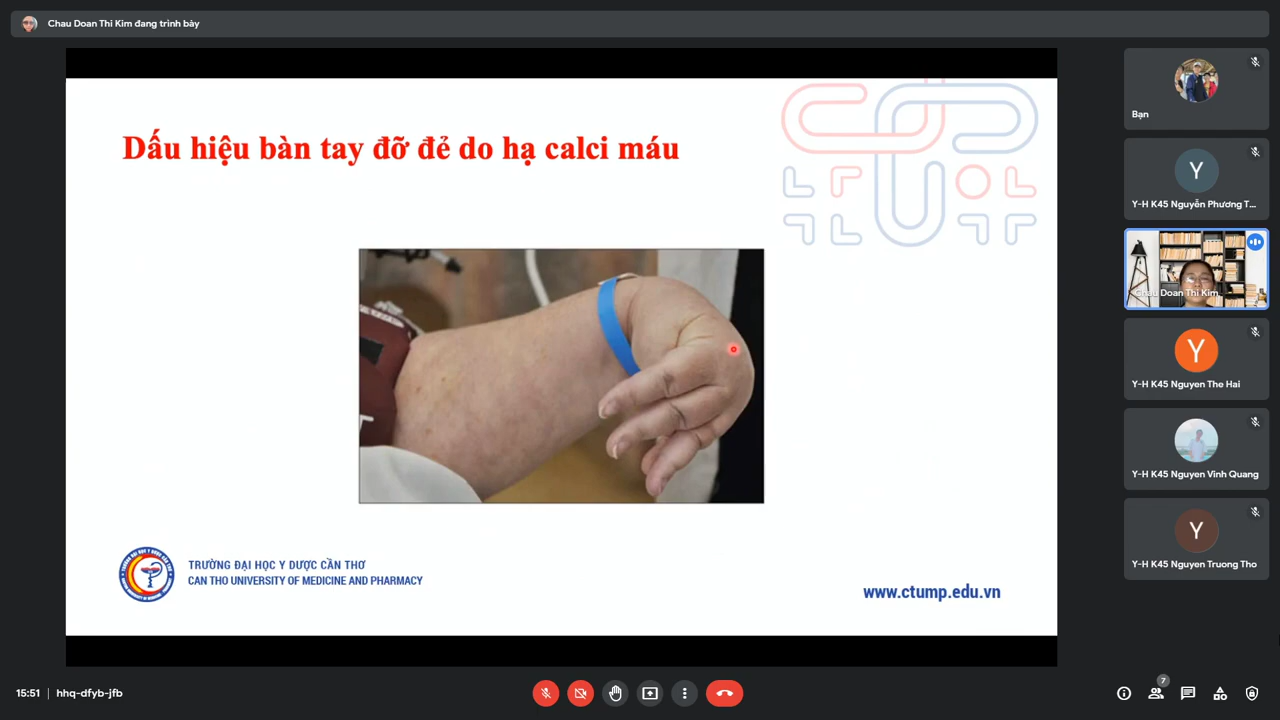 Chau Doan Thi Kim đang trình bày
Dấu hiệu bàn tay đỡ đẻ do hạ calci máu
TRƯỜNG ĐẠI HỌC Y DƯỢC CẦN THƠ
CAN THO UNIVERSITY OF MEDICINE AND PHARMACY
www.ctump.edu.vn
Bạn
Y
Y-H K45 Nguyễn Phương T...
Chau Doan Thi Kim
Y
Y-H K45 Nguyen The Hai
Y-H K45 Nguyen Vinh Quang
Y
Y-H K45 Nguyen Truong Tho
15:51 | hhq-dfyb-jfb
7